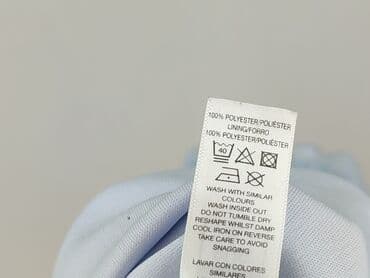 100% POLYESTER/POLIÉSTER
LINING/FORRO
100% POLYESTER/POLIÉSTER
40
WASH WITH SIMILAR
COLOURS
WASH INSIDE OUT
DO NOT TUMBLE DRY
RESHAPE WHILST DAMP
COOL IRON ON REVERSE
TAKE CARE TO AVOID
SNAGGING
LAVAR CON COLORES
SIMILARES